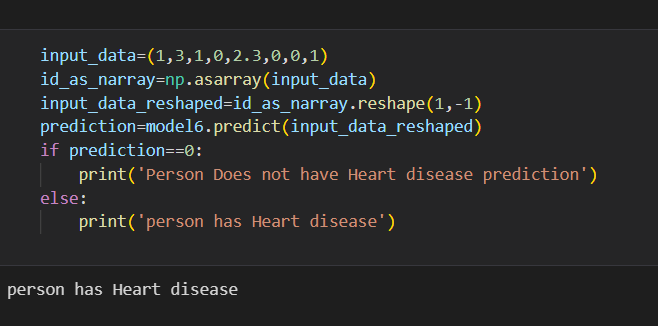 input_data=(1,3,1,0,2.3,0,0,1)
id_as_narray=np.asarray(input_data)
input_data_reshaped=id_as_narray.reshape(1,-1)
prediction=model6.predict(input_data_reshaped)
if prediction==0:
    print('Person Does not have Heart disease prediction')
else:
    print('person has Heart disease')
person has Heart disease